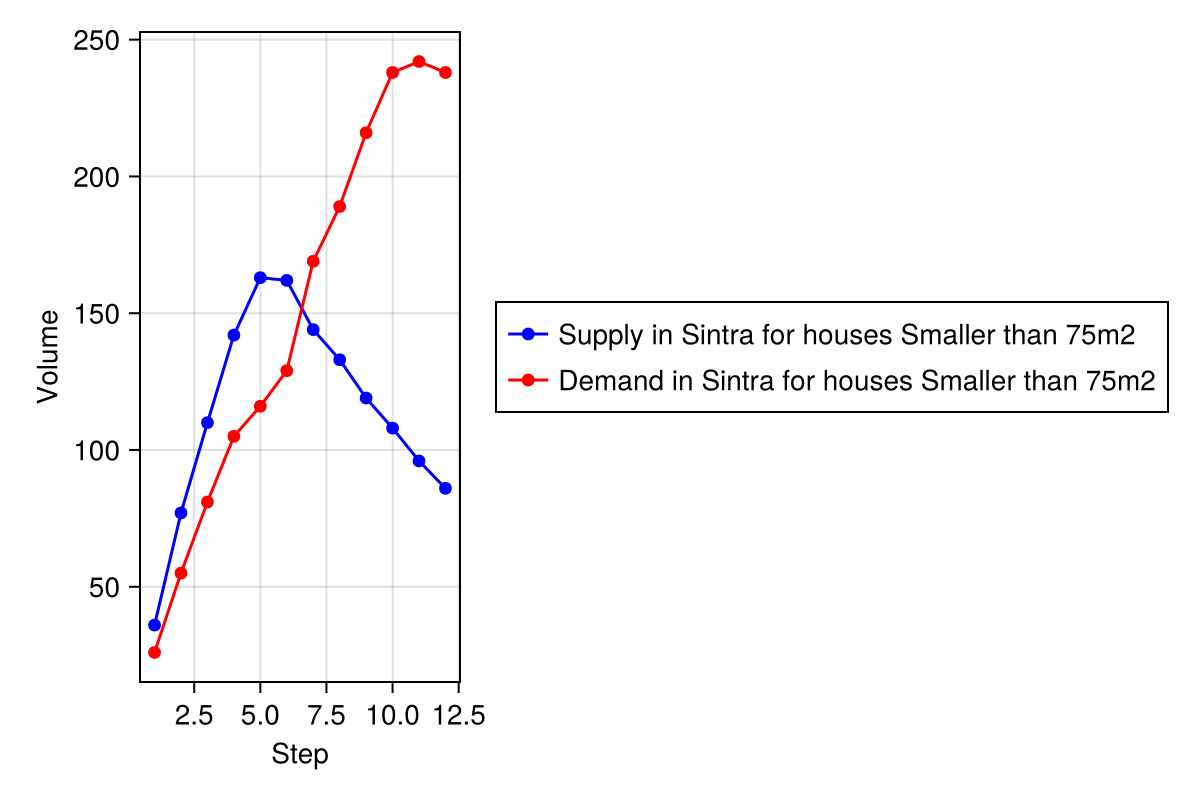 250
200
150
100
50
Volume
2.5 5.0 7.5 10.0 12.5
Step
Supply in Sintra for houses Smaller than 75m2
Demand in Sintra for houses Smaller than 75m2